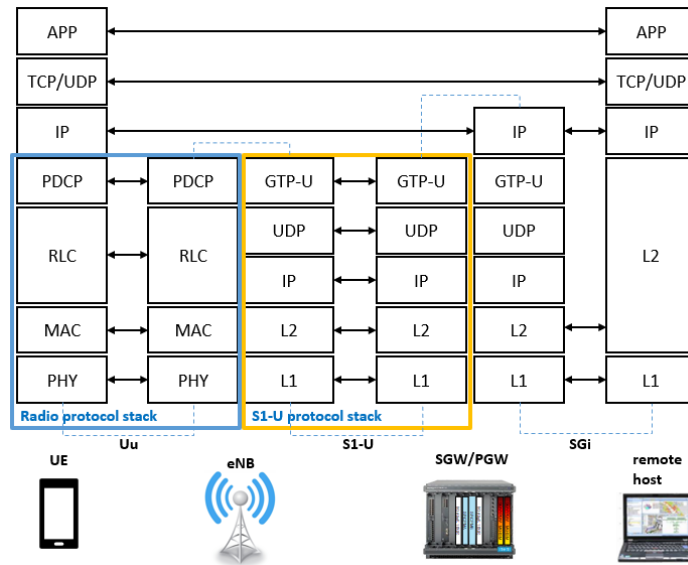 APP APP
TCP/UDP TCP/UDP
IP IP IP
PDCP PDCP GTP-U GTP-U GTP-U
RLC RLC UDP UDP UDP L2
IP IP IP
MAC MAC L2 L2 L2
PHY PHY L1 L1 L1 L1
Radio protocol stack S1-U protocol stack
Uu S1-U SGi
UE eNB SGW/PGW remote
host